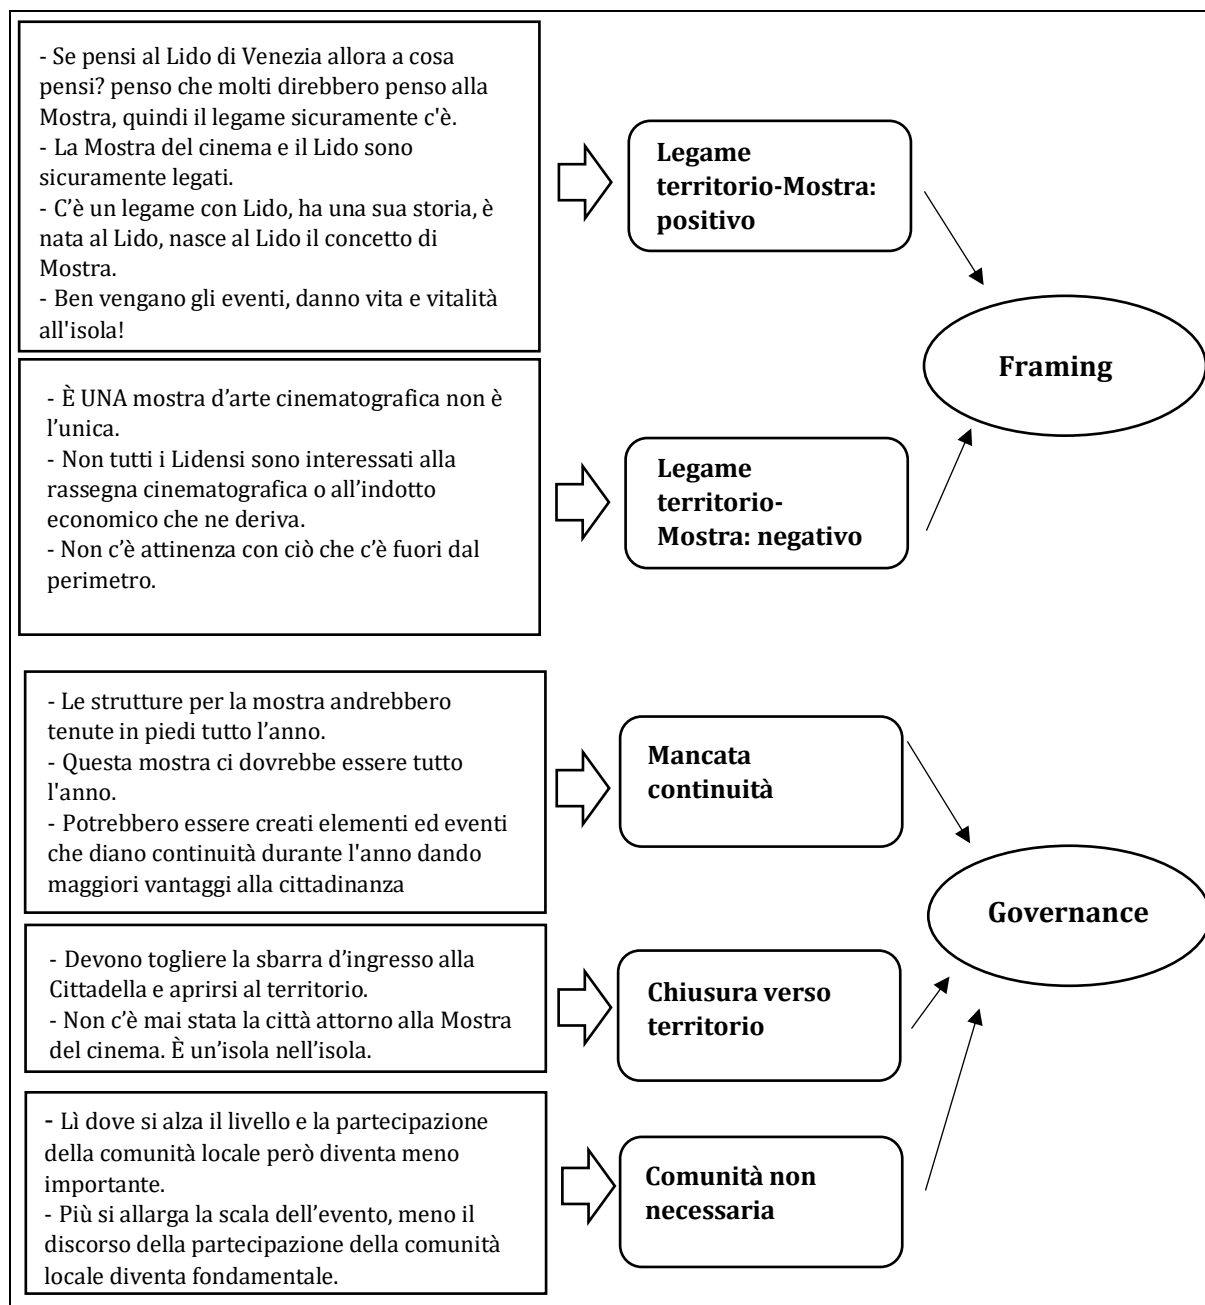 - Se pensi al Lido di Venezia allora a cosa
pensi? penso che molti direbbero penso alla
Mostra, quindi il legame sicuramente c'è.
- La Mostra del cinema e il Lido sono
sicuramente legati.
- C’è un legame con Lido, ha una sua storia, è
nata al Lido, nasce al Lido il concetto di
Mostra.
- Ben vengano gli eventi, danno vita e vitalità
all'isola!
Legame
territorio-Mostra:
positivo
Framing
- È UNA mostra d’arte cinematografica non è
l’unica.
- Non tutti i Lidensi sono interessati alla
rassegna cinematografica o all’indotto
economico che ne deriva.
- Non c’è attinenza con ciò che c’è fuori dal
perimetro.
Legame
territorio-
Mostra: negativo
- Le strutture per la mostra andrebbero
tenute in piedi tutto l’anno.
- Questa mostra ci dovrebbe essere tutto
l'anno.
- Potrebbero essere creati elementi ed eventi
che diano continuità durante l'anno dando
maggiori vantaggi alla cittadinanza
Mancata
continuità
Governance
- Devono togliere la sbarra d’ingresso alla
Cittadella e aprirsi al territorio.
- Non c’è mai stata la città attorno alla Mostra
del cinema. È un’isola nell’isola.
Chiusura verso
territorio
- Lì dove si alza il livello e la partecipazione
della comunità locale però diventa meno
importante.
- Più si allarga la scala dell’evento, meno il
discorso della partecipazione della comunità
locale diventa fondamentale.
Comunità non
necessaria